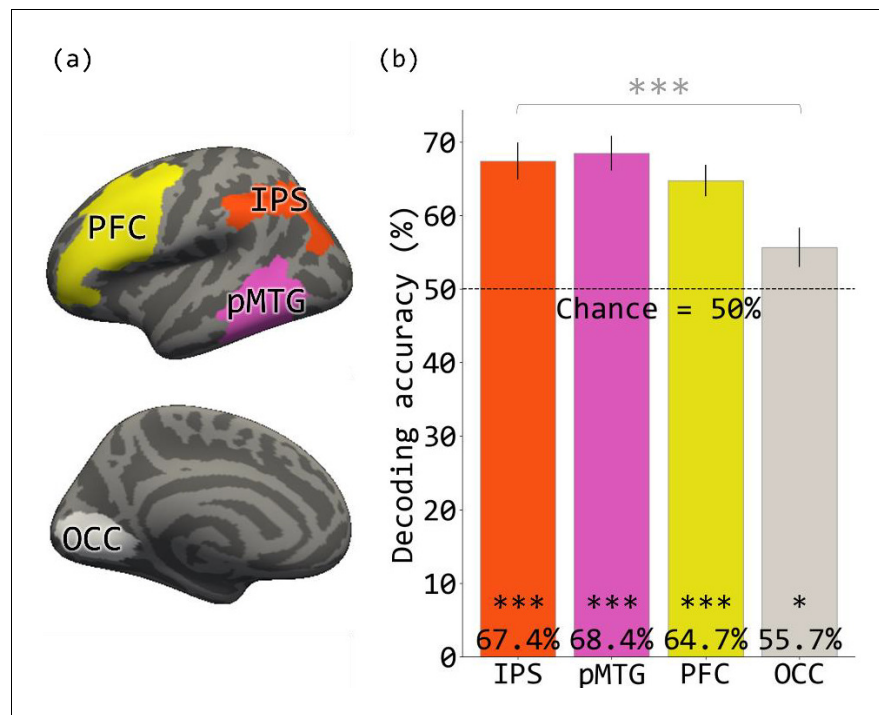 (a)
PFC
IPS
pMTG
OCC
(b)
***
Decoding accuracy (%)
70
60
50
40
30
20
10
0
Chance = 50%
*** *** *** *
67.4% 68.4% 64.7% 55.7%
IPS pMTG PFC OCC